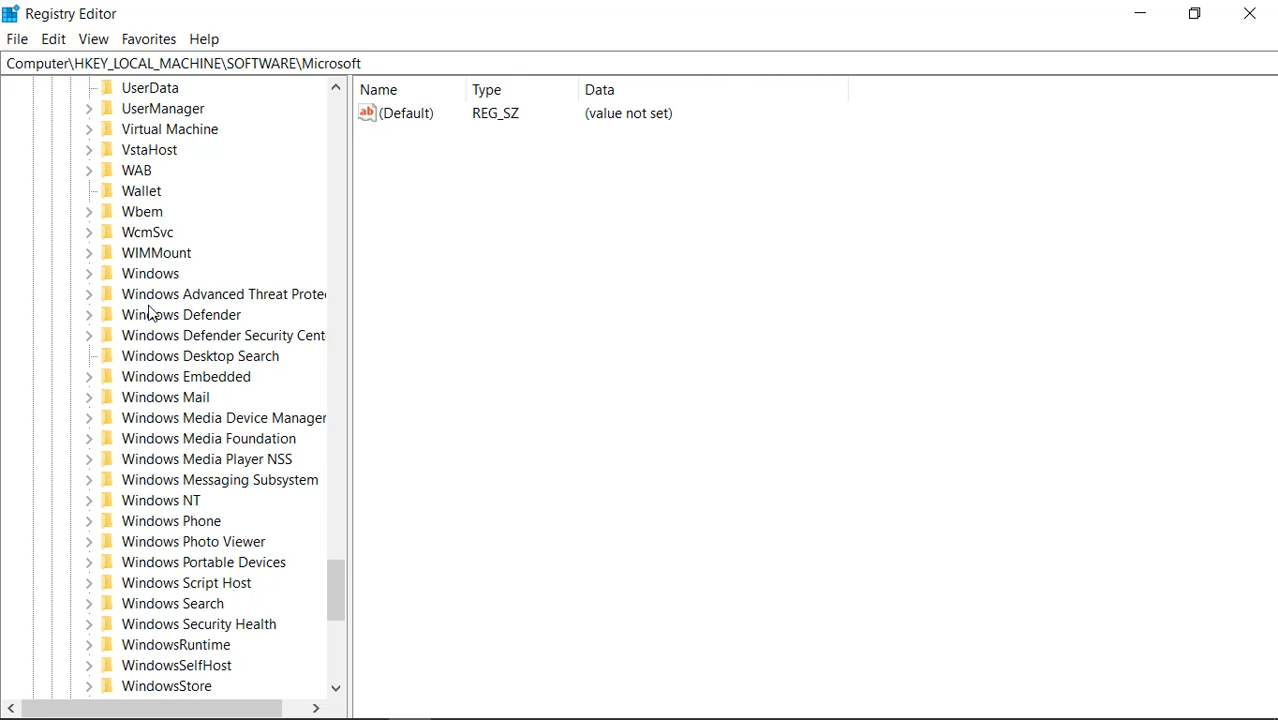 Registry Editor
File Edit View Favorites Help
Computer\HKEY_LOCAL_MACHINE\SOFTWARE\Microsoft
UserData
UserManager
Virtual Machine
VstaHost
WAB
Wallet
Wbem
WcmSvc
WIMMount
Windows
Windows Advanced Threat Prote
Windows Defender
Windows Defender Security Cent
Windows Desktop Search
Windows Embedded
Windows Mail
Windows Media Device Manager
Windows Media Foundation
Windows Media Player NSS
Windows Messaging Subsystem
Windows NT
Windows Phone
Windows Photo Viewer
Windows Portable Devices
Windows Script Host
Windows Search
Windows Security Health
WindowsRuntime
WindowsSelfHost
WindowsStore
Name Type Data
ab (Default) REG_SZ (value not set)